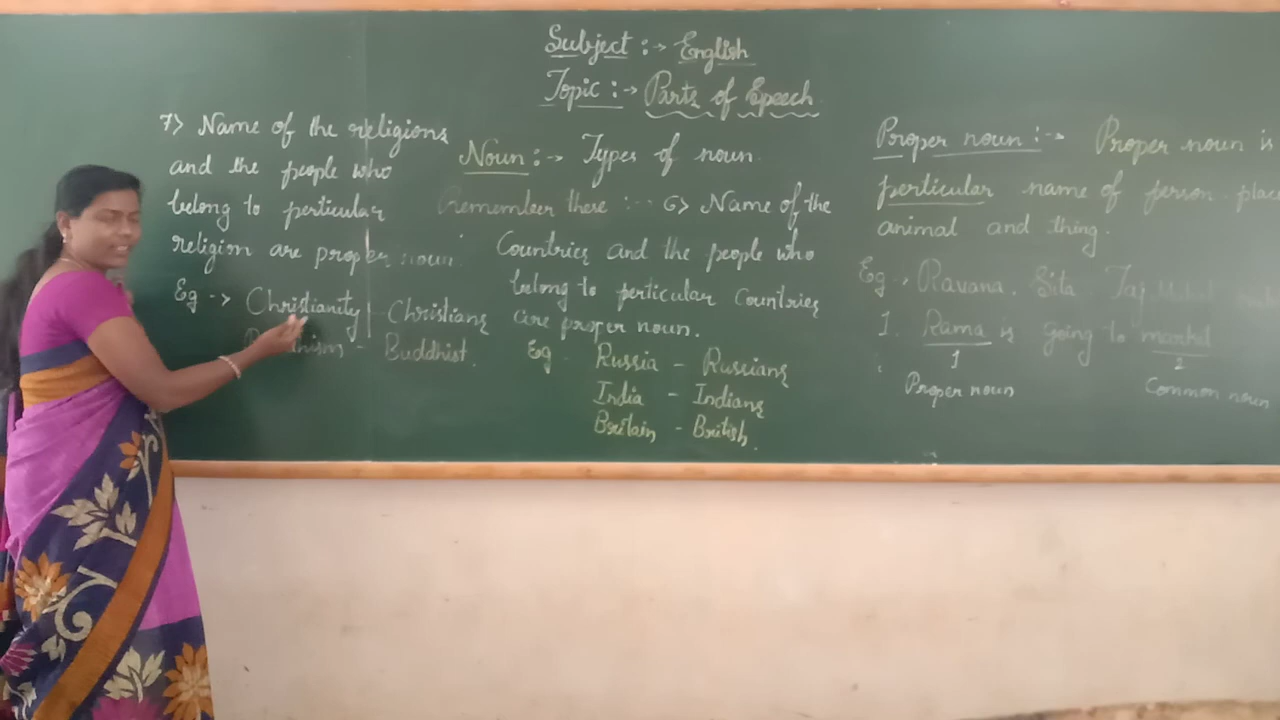 Subject :→ English
Topic :→ Parts of Speech
7> Name of the religions
and the people who
belong to perticular
religion are proper noun.
Eg → Christianity - Christians
Buddhist.
Noun :→ Types of noun
Remember these :-- 6> Name of the
Countries and the people who
belong to perticular Countries
are proper noun.
Eg Russia - Russians
India - Indians
Britain - British.
Proper noun :→ Proper noun is
perticular name of person
animal and thing.
Eg → Ravana. Sita Taj
1. Rama is going to market
1 2
Proper noun Common noun